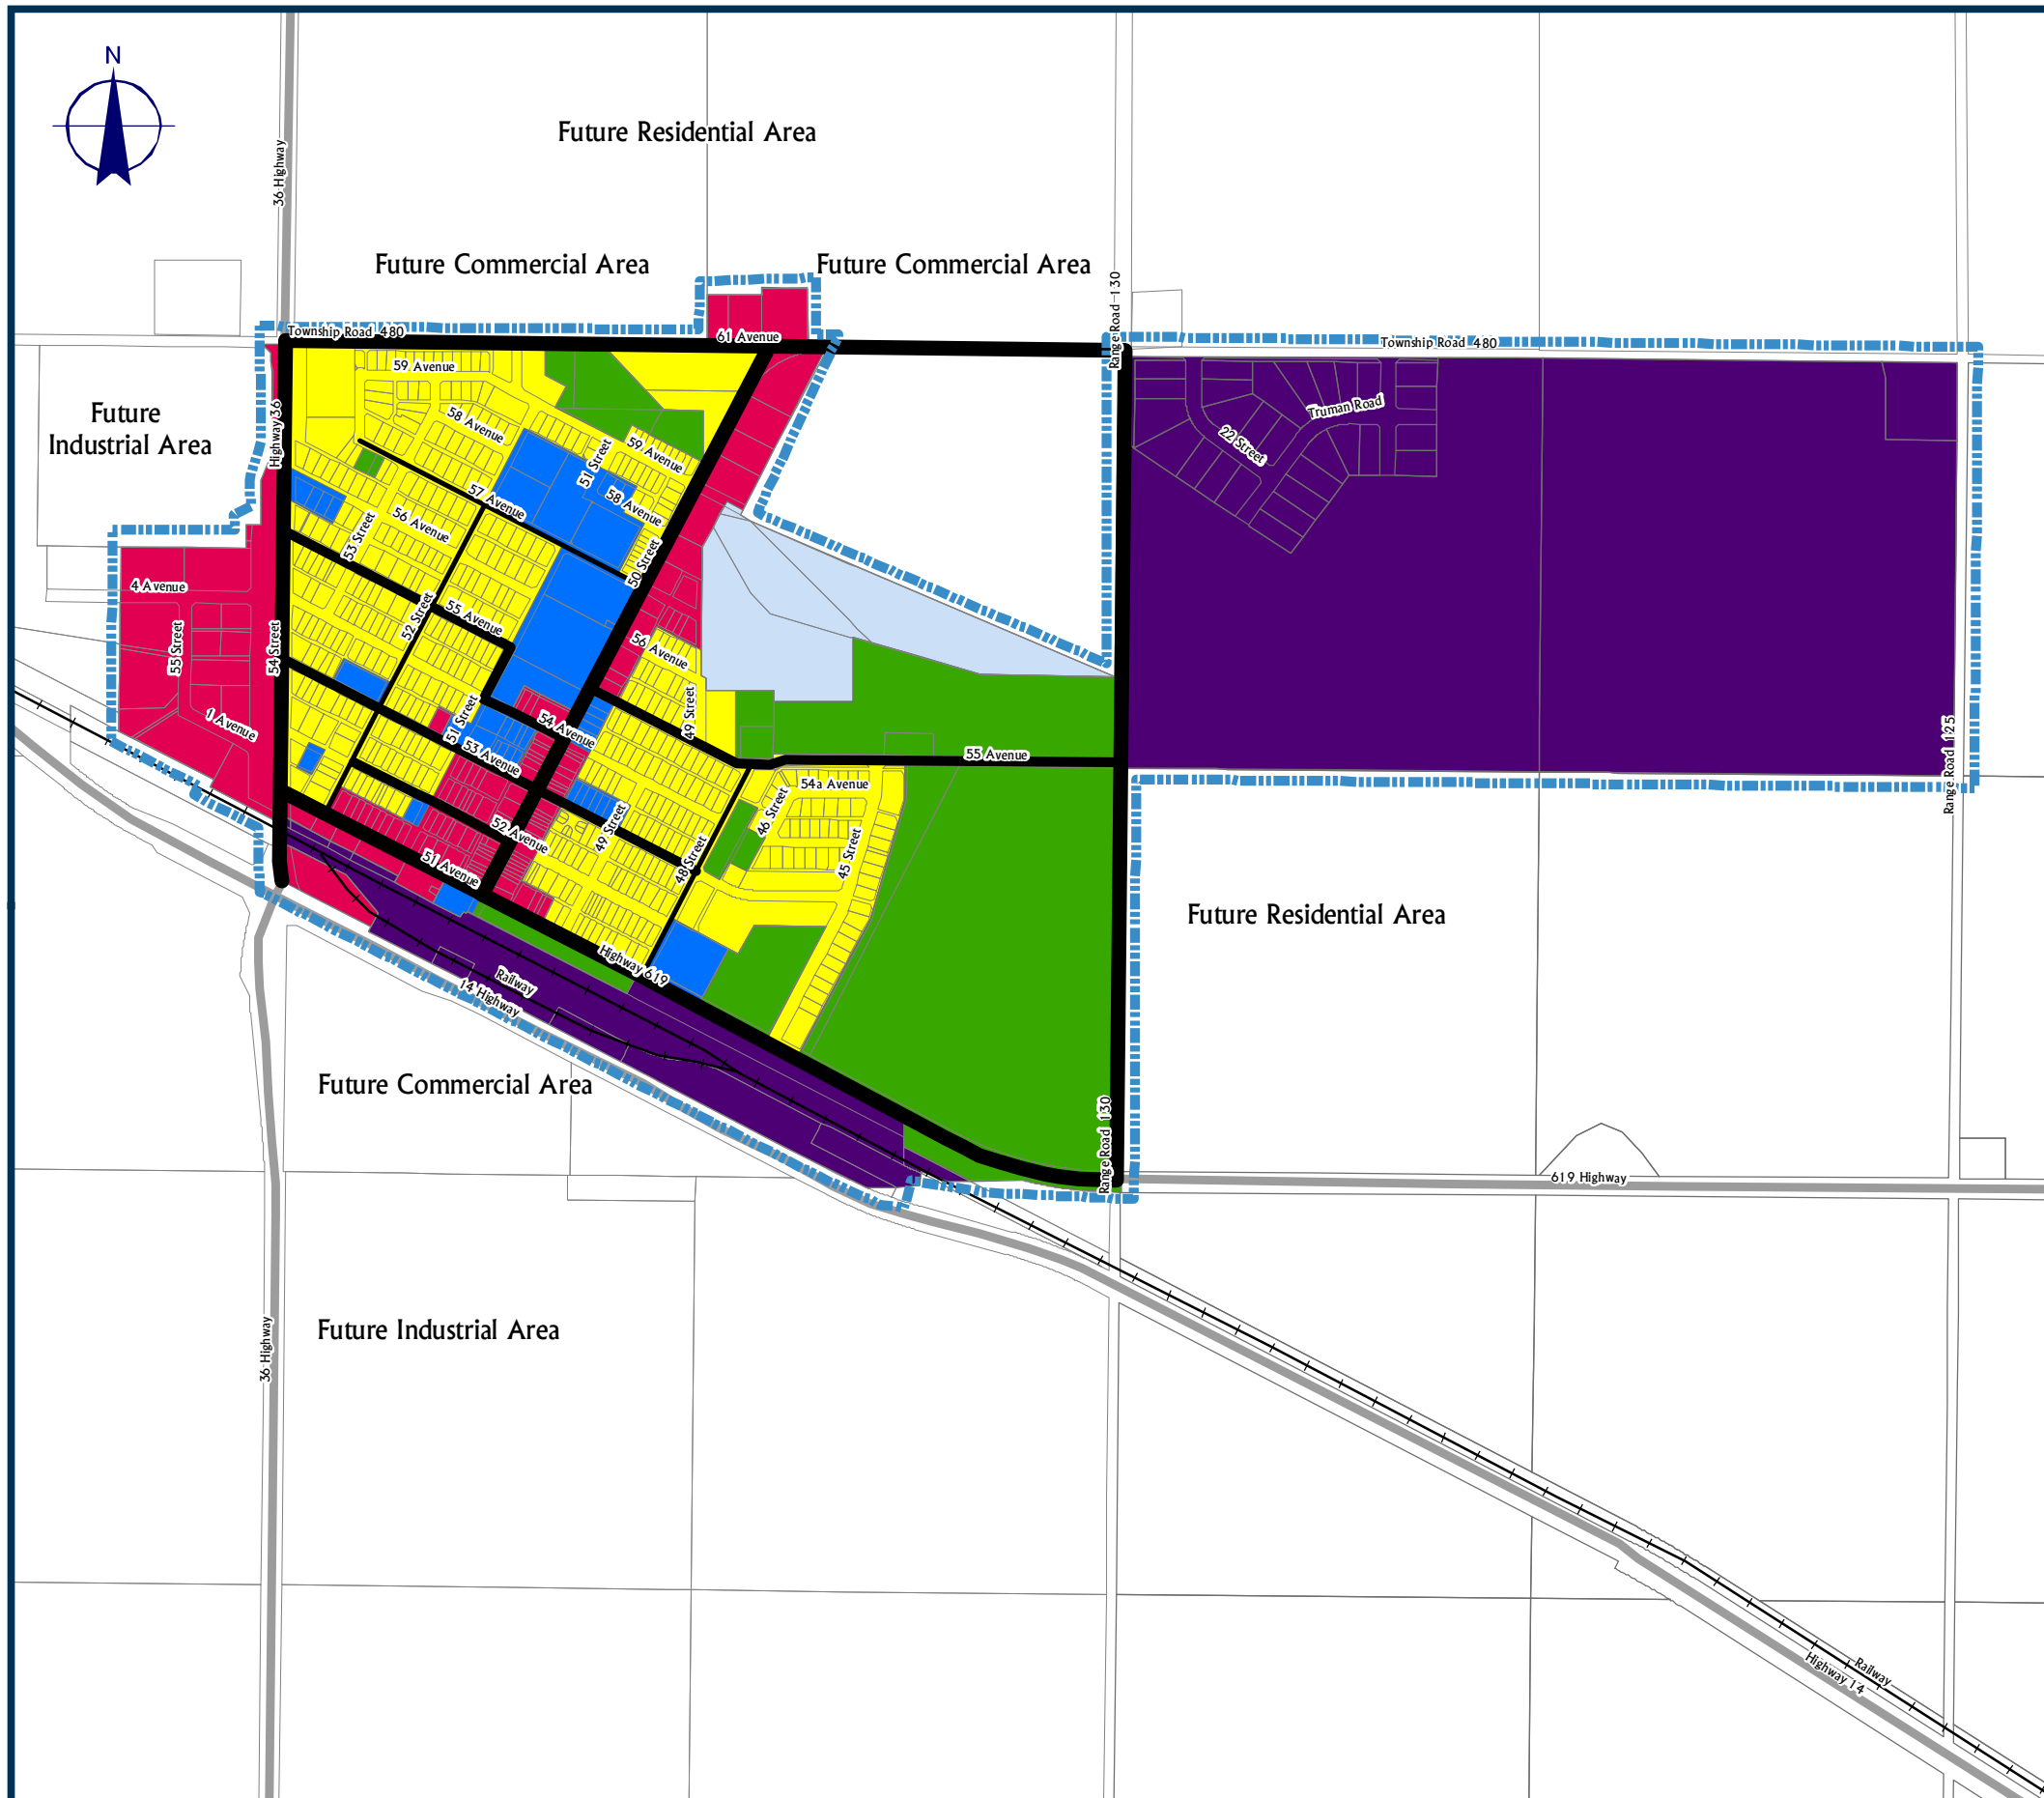 N
36 Highway
Future Residential Area
Future Commercial Area
Future Commercial Area
Range Road 130
Township Road 480
61 Avenue
Township Road 480
59 Avenue
Future
Industrial Area
Highway 36
58 Avenue
51 Street
59 Avenue
Truman Road
22 Street
57 Avenue
58 Avenue
56 Avenue
53 Street
50 Street
4 Avenue
55 Street
54 Street
52 Street
55 Avenue
56 Avenue
49 Street
1 Avenue
51 Street
54 Avenue
53 Avenue
55 Avenue
54a Avenue
Range Road 125
46 Street
49 Street
52 Avenue
45 Street
48 Street
51 Avenue
Future Residential Area
Highway 619
Railway
14 Highway
Future Commercial Area
Range Road 130
619 Highway
Future Industrial Area
36 Highway
Railway
Highway 14